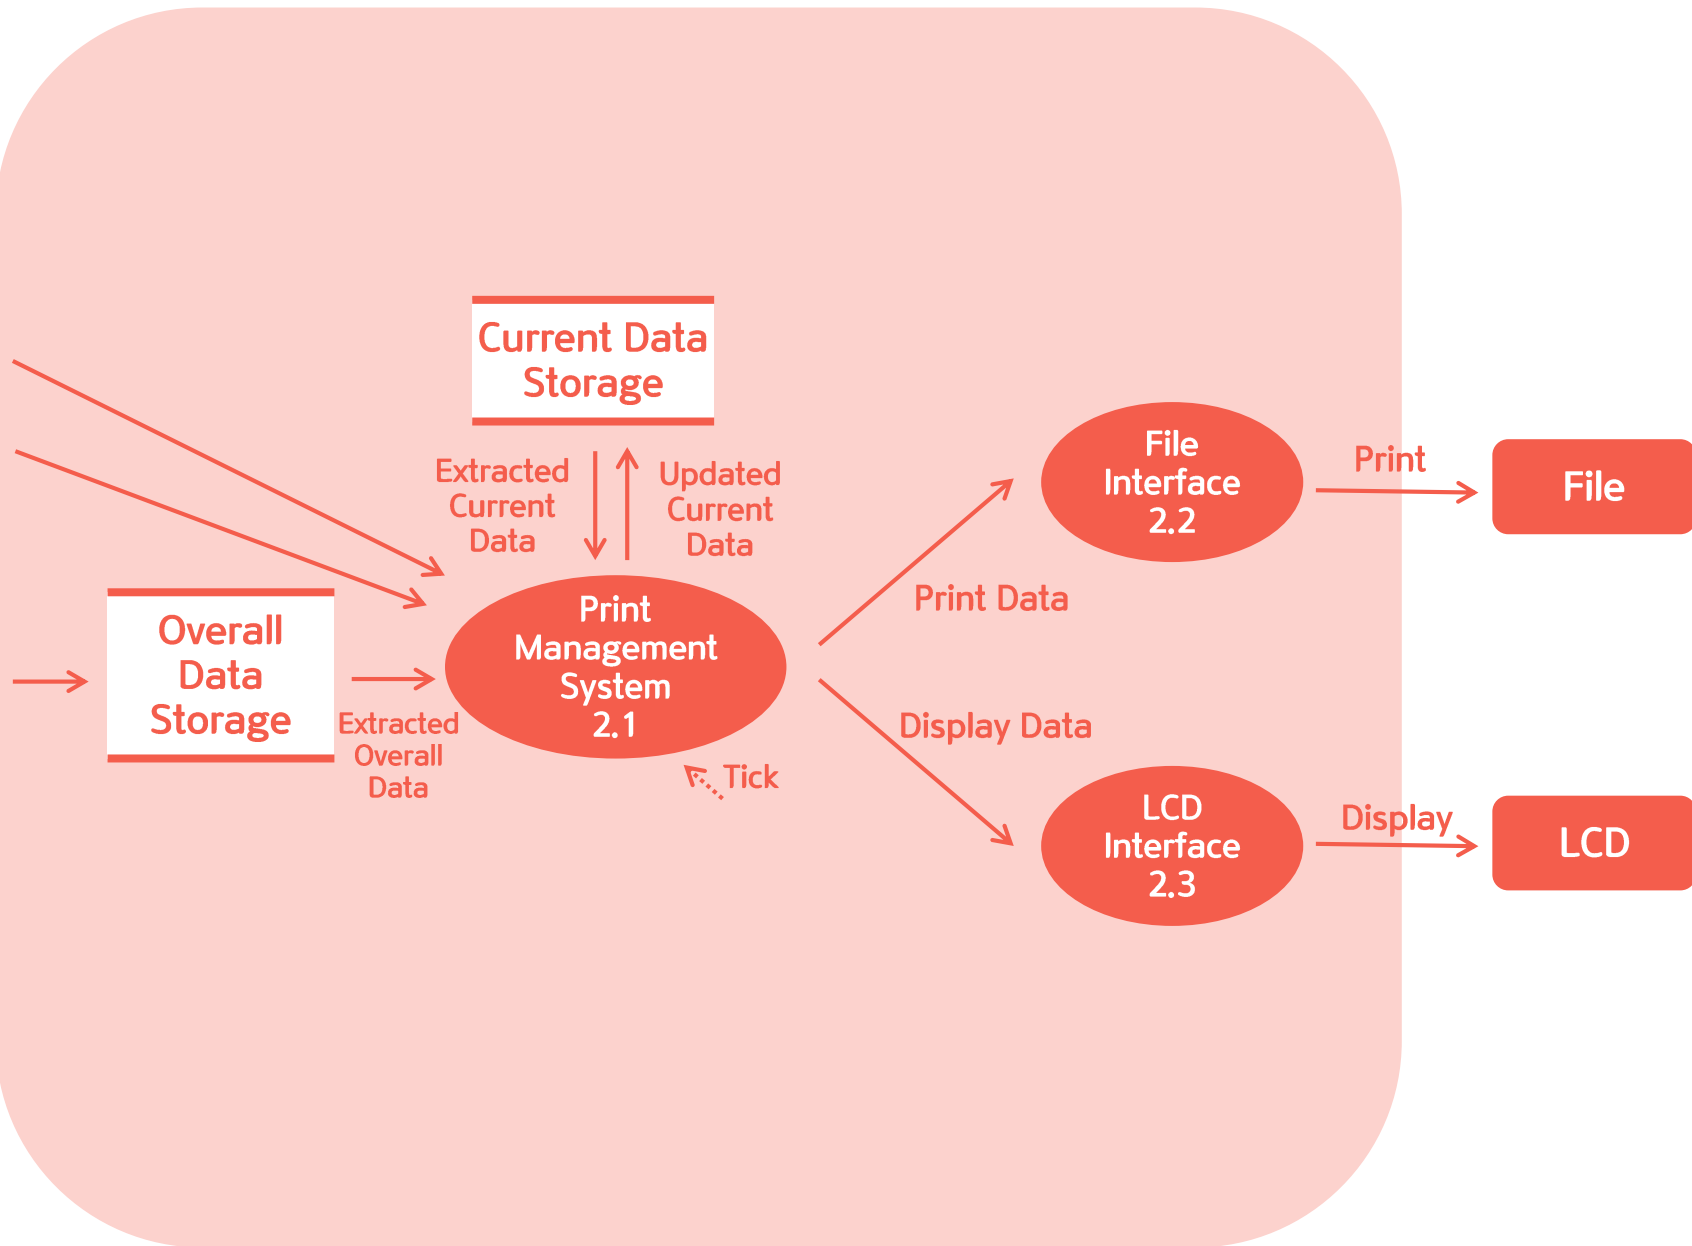 Current Data
Storage
Extracted
Current
Data
Updated
Current
Data
File
Interface
2.2
Print
File
Print Data
Overall
Data
Storage
Extracted
Overall
Data
Print
Management
System
2.1
Tick
Display Data
LCD
Interface
2.3
Display
LCD